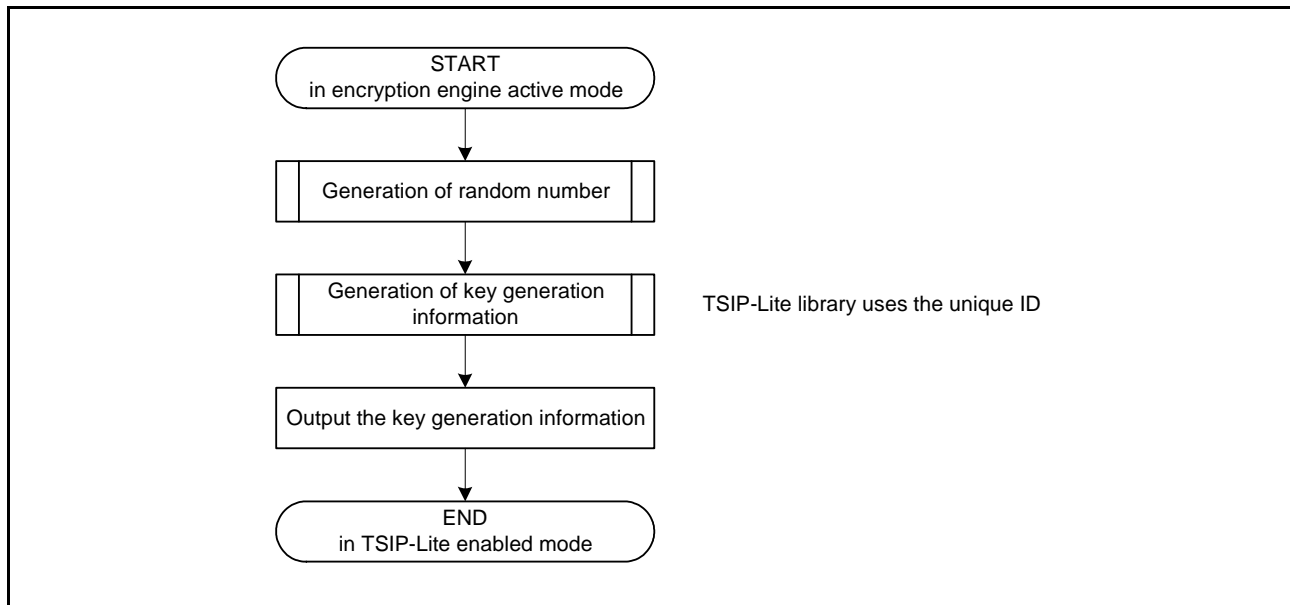 START
in encryption engine active mode
Generation of random number
Generation of key generation
information
TSIP-Lite library uses the unique ID
Output the key generation information
END
in TSIP-Lite enabled mode